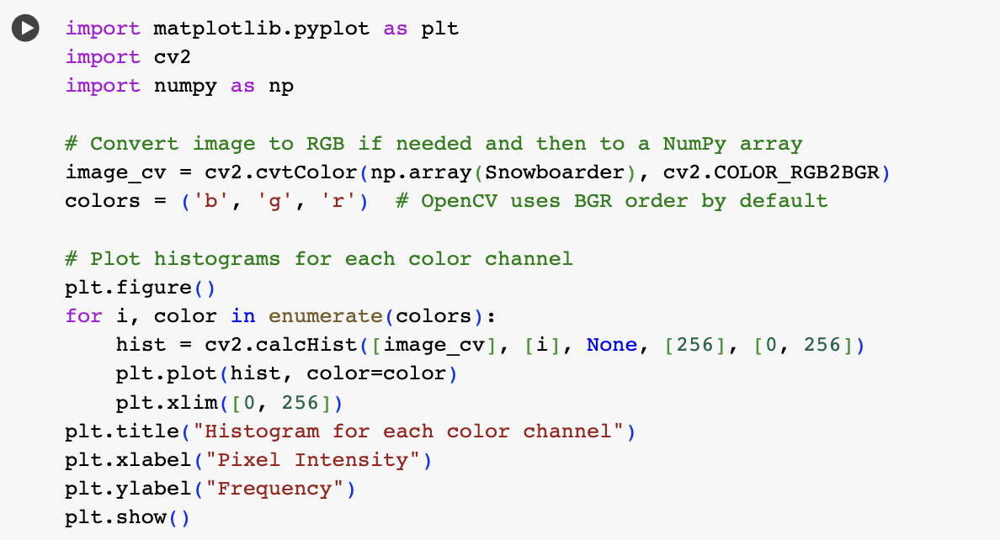 import matplotlib.pyplot as plt
import cv2
import numpy as np

# Convert image to RGB if needed and then to a NumPy array
image_cv = cv2.cvtColor(np.array(Snowboarder), cv2.COLOR_RGB2BGR)
colors = ('b', 'g', 'r')  # OpenCV uses BGR order by default

# Plot histograms for each color channel
plt.figure()
for i, color in enumerate(colors):
    hist = cv2.calcHist([image_cv], [i], None, [256], [0, 256])
    plt.plot(hist, color=color)
    plt.xlim([0, 256])
plt.title("Histogram for each color channel")
plt.xlabel("Pixel Intensity")
plt.ylabel("Frequency")
plt.show()